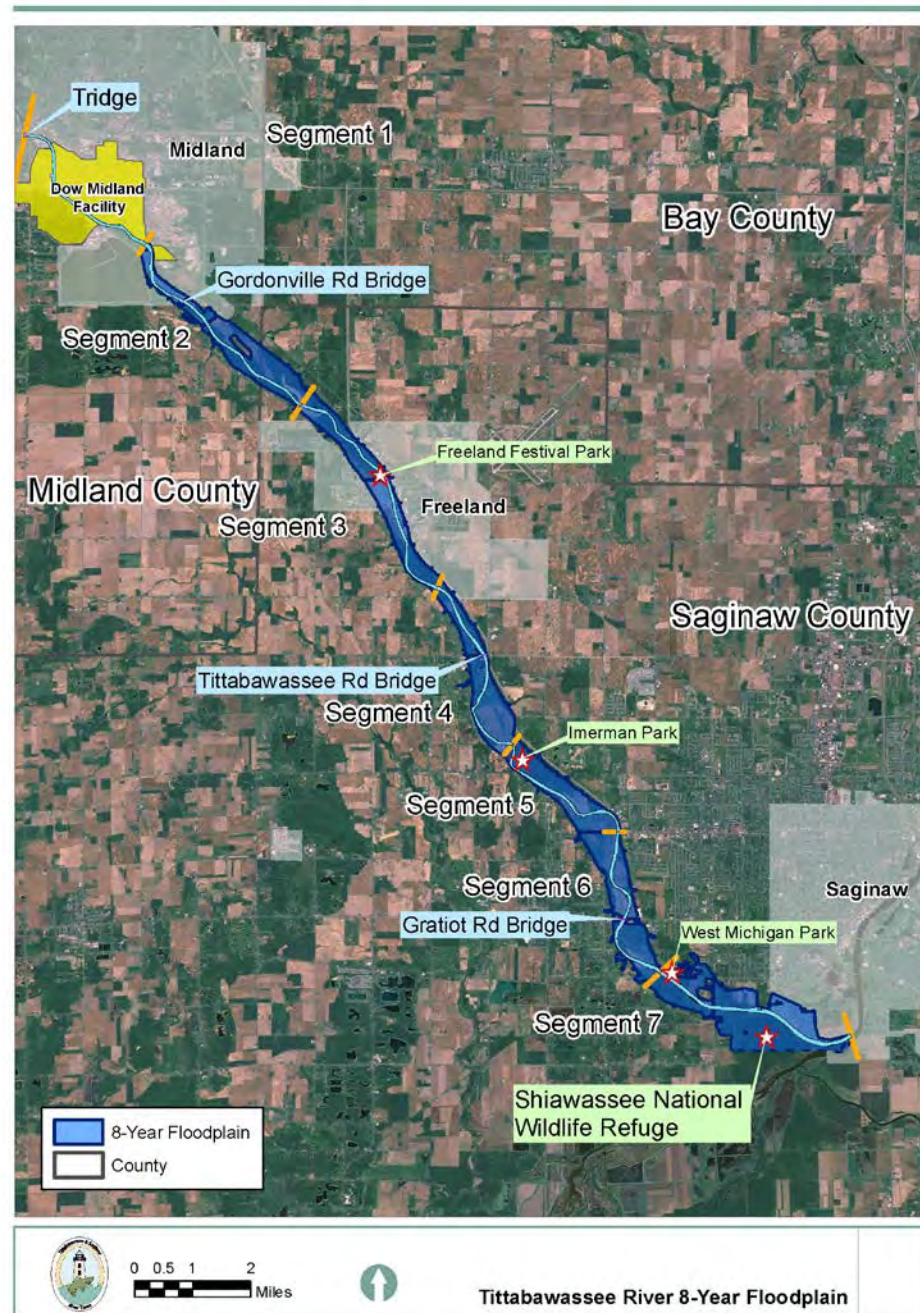 Tridge
Segment 1
Midland
Dow Midland
Facility
Bay County
Gordonville Rd Bridge
Segment 2
Freeland Festival Park
Midland County
Freeland
Segment 3
Saginaw County
Tittabawassee Rd Bridge
Segment 4
Imerman Park
Segment 5
Segment 6
Saginaw
Gratiot Rd Bridge
West Michigan Park
Segment 7
Shiawassee National
Wildlife Refuge
8-Year Floodplain
County
0 0.5 1 2
Miles
Tittabawassee River 8-Year Floodplain